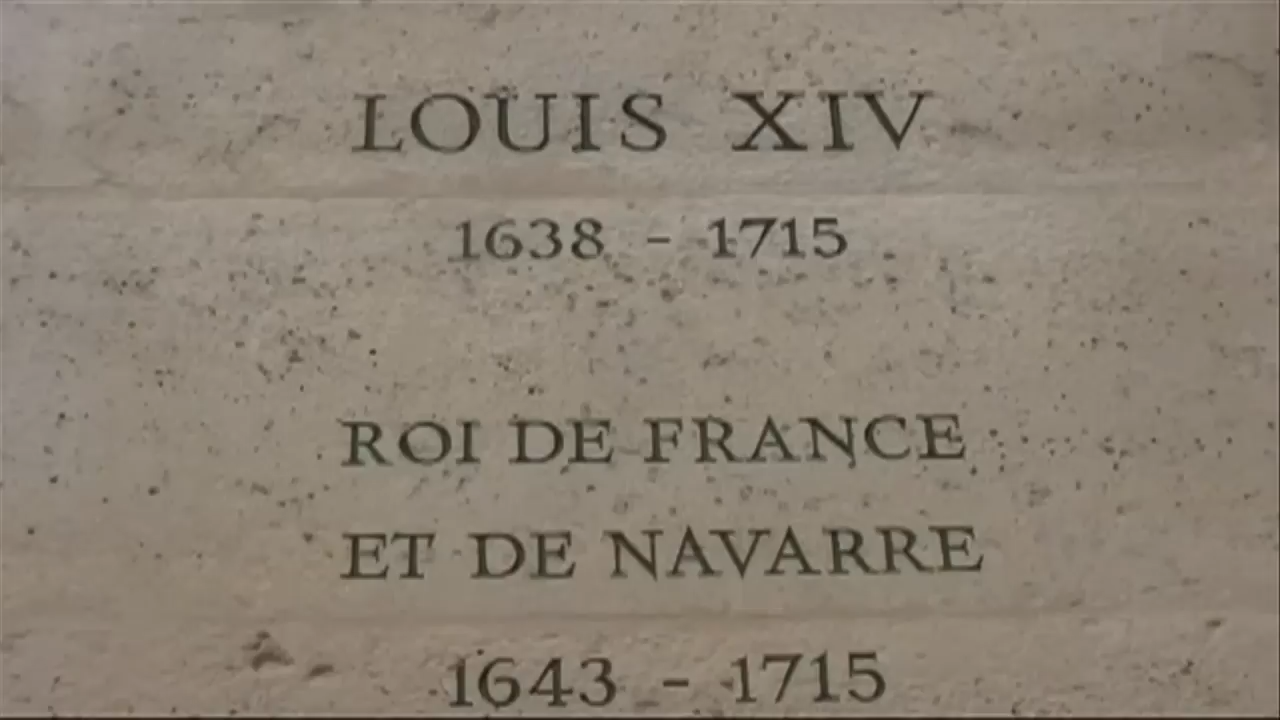 LOUIS XIV
1638 - 1715
ROI DE FRANCE
ET DE NAVARRE
1643 - 1715